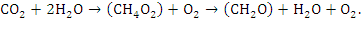 CO₂ + 2H₂O → (CH₄O₂) + O₂ → (CH₂O) + H₂O + O₂.